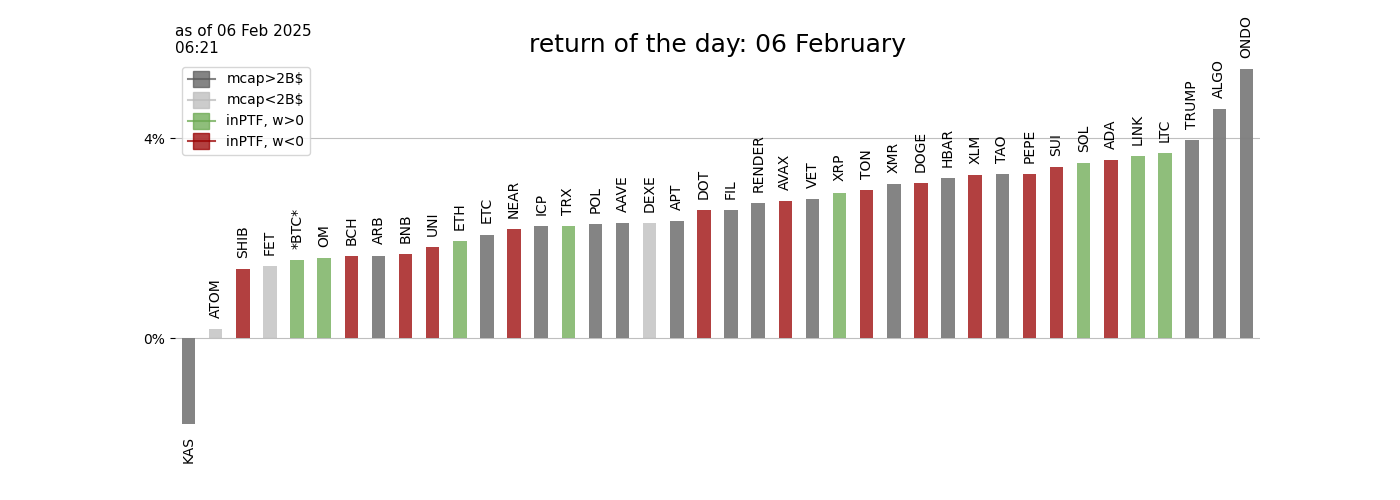 as of 06 Feb 2025
06:21
return of the day: 06 February
mcap>2B$
mcap<2B$
inPTF, w>0
inPTF, w<0
4%
0%
KAS
ATOM
SHIB
FET
*BTC*
OM
BCH
ARB
BNB
UNI
ETH
ETC
NEAR
ICP
TRX
POL
AAVE
DEXE
APT
DOT
FIL
RENDER
AVAX
VET
XRP
TON
XMR
DOGE
HBAR
XLM
TAO
PEPE
SUI
SOL
ADA
LINK
LTC
TRUMP
ALGO
ONDO